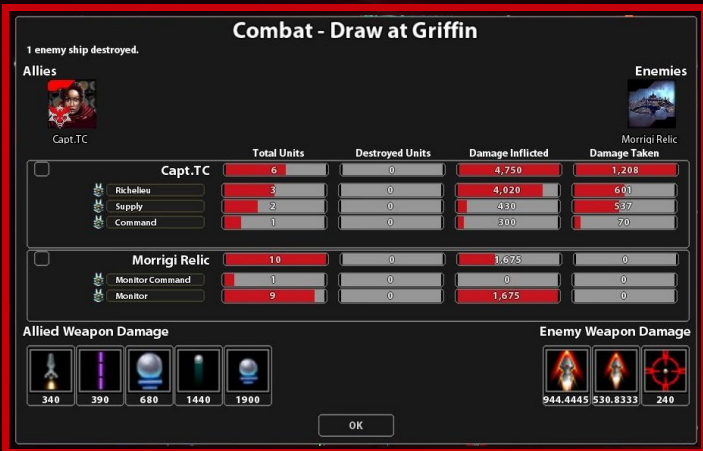 Combat - Draw at Griffin
1 enemy ship destroyed.
Allies
Enemies
Capt.TC
Morrigi Relic
Total Units Destroyed Units Damage Inflicted Damage Taken
Capt.TC 6 0 4,750 1,208
Richelieu 3 0 4,020 601
Supply 2 0 430 537
Command 1 0 300 70
Morrigi Relic 10 0 1,675 0
Monitor Command 1 0 0 0
Monitor 9 0 1,675 0
Allied Weapon Damage
Enemy Weapon Damage
340 390 680 1440 1900
944.4445 530.8333 240
OK